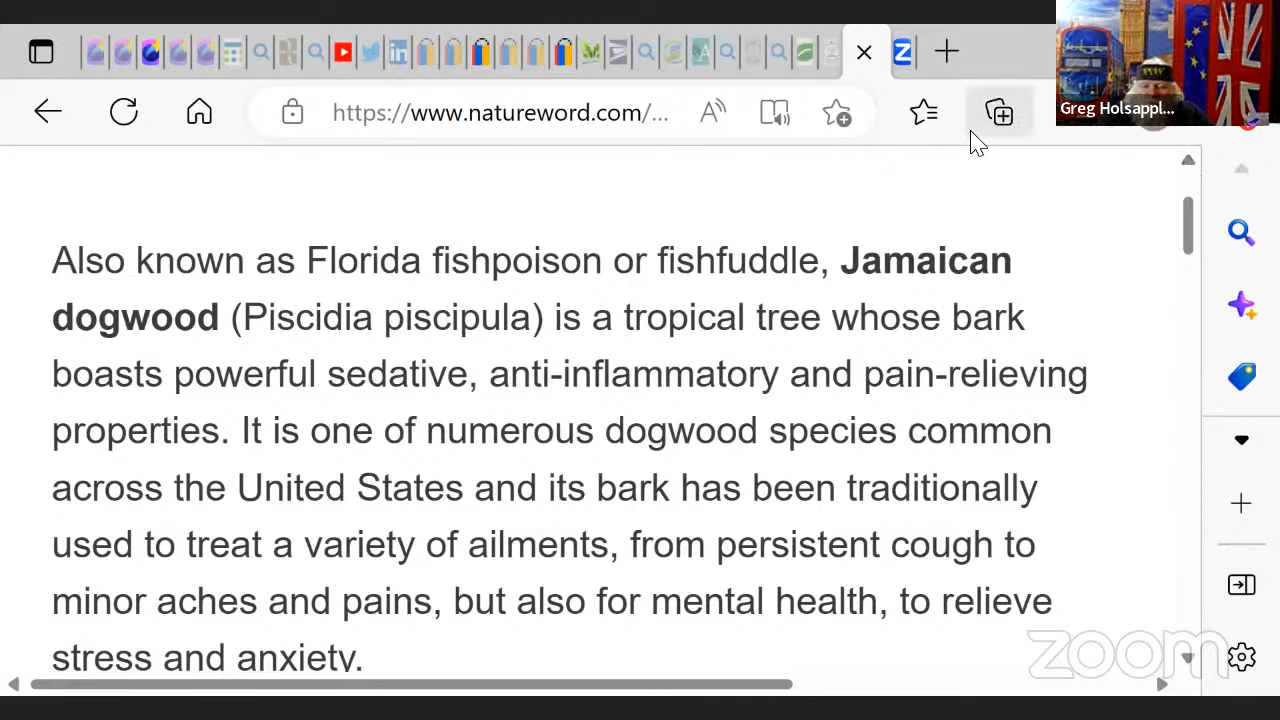 https://www.natureword.com/...
Greg Holsappl...
Also known as Florida fishpoison or fishfuddle, Jamaican
dogwood (Piscidia piscipula) is a tropical tree whose bark
boasts powerful sedative, anti-inflammatory and pain-relieving
properties. It is one of numerous dogwood species common
across the United States and its bark has been traditionally
used to treat a variety of ailments, from persistent cough to
minor aches and pains, but also for mental health, to relieve
stress and anxiety.
zoom